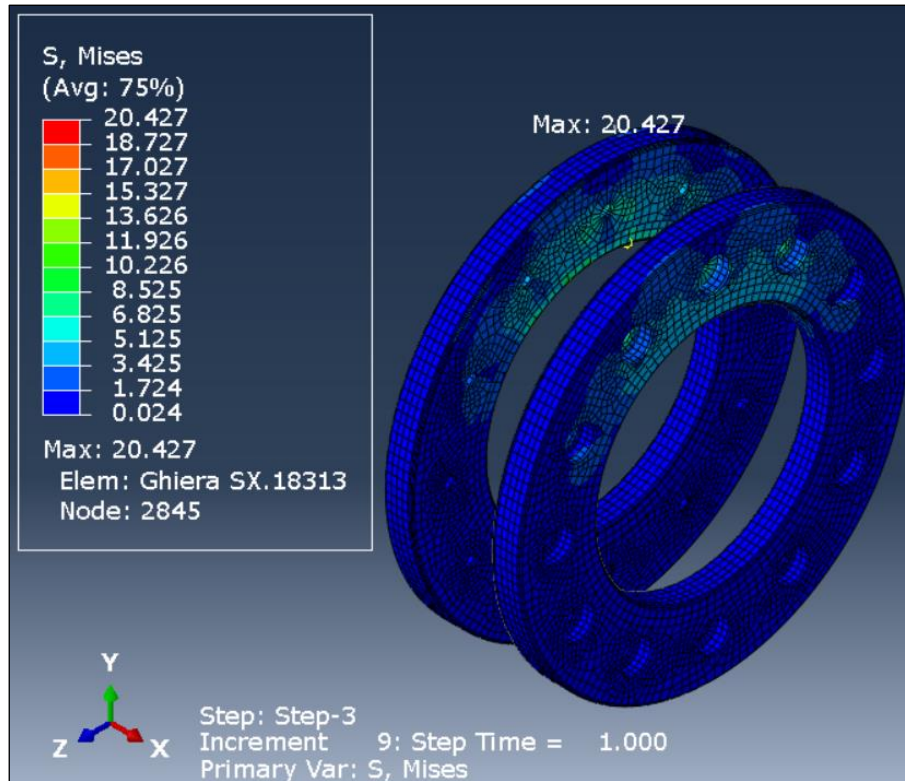 S, Mises
(Avg: 75%)
20.427
18.727
17.027
15.327
13.626
11.926
10.226
8.525
6.825
5.125
3.425
1.724
0.024
Max: 20.427
Elem: Ghiera SX.18313
Node: 2845
Max: 20.427
Y
Z
X
Step: Step-3
Increment 9: Step Time = 1.000
Primary Var: S, Mises